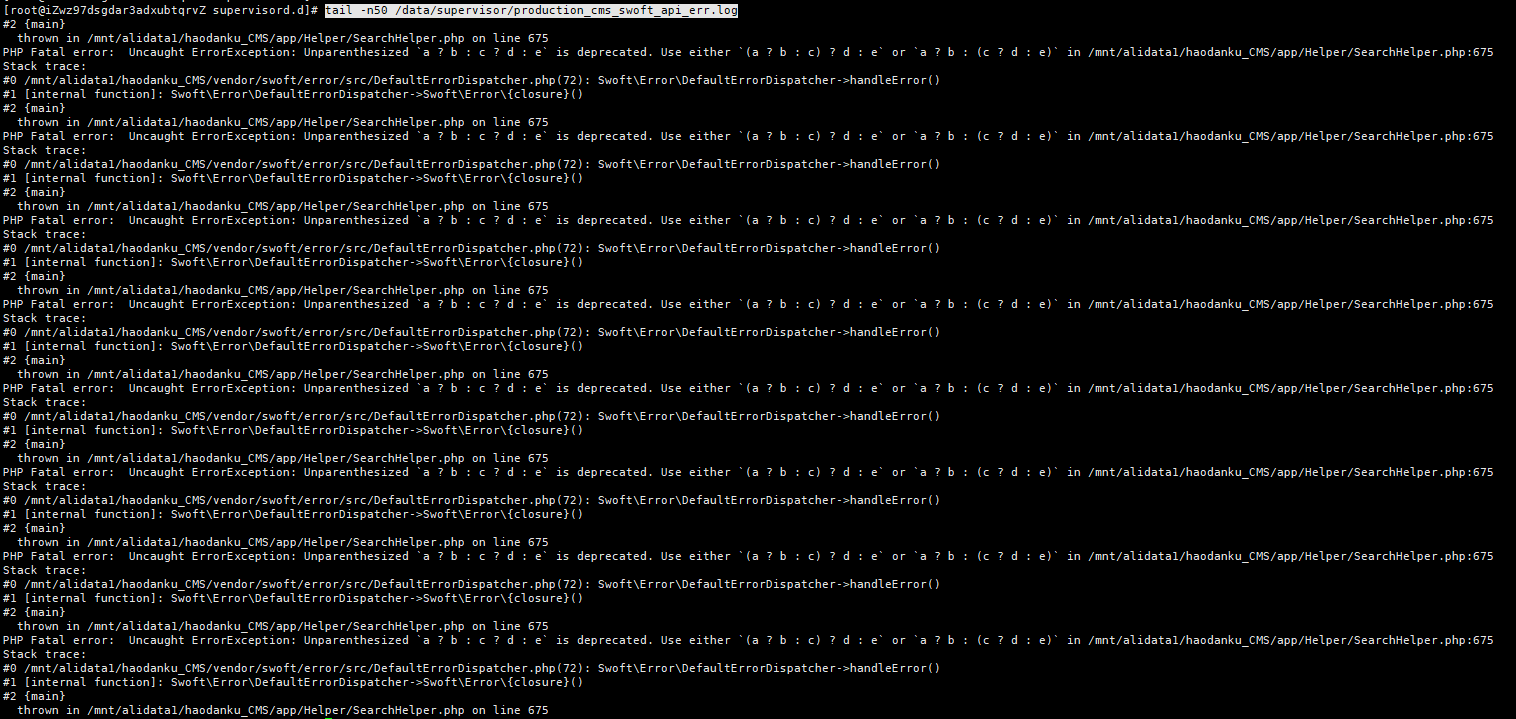 [root@iZwz97dsgdar3adxubtqrvZ supervisord.d]# tail -n50 /data/supervisor/production_cms_swoft_api_err.log
#2 {main}
  thrown in /mnt/alidata1/haodanku_CMS/app/Helper/SearchHelper.php on line 675
PHP Fatal error:  Uncaught ErrorException: Unparenthesized `a ? b : c ? d : e` is deprecated. Use either `(a ? b : c) ? d : e` or `a ? b : (c ? d : e)` in /mnt/alidata1/haodanku_CMS/app/Helper/SearchHelper.php:675
Stack trace:
#0 /mnt/alidata1/haodanku_CMS/vendor/swoft/error/src/DefaultErrorDispatcher.php(72): Swoft\Error\DefaultErrorDispatcher->handleError()
#1 [internal function]: Swoft\Error\DefaultErrorDispatcher->Swoft\Error\{closure}()
#2 {main}
  thrown in /mnt/alidata1/haodanku_CMS/app/Helper/SearchHelper.php on line 675
PHP Fatal error:  Uncaught ErrorException: Unparenthesized `a ? b : c ? d : e` is deprecated. Use either `(a ? b : c) ? d : e` or `a ? b : (c ? d : e)` in /mnt/alidata1/haodanku_CMS/app/Helper/SearchHelper.php:675
Stack trace:
#0 /mnt/alidata1/haodanku_CMS/vendor/swoft/error/src/DefaultErrorDispatcher.php(72): Swoft\Error\DefaultErrorDispatcher->handleError()
#1 [internal function]: Swoft\Error\DefaultErrorDispatcher->Swoft\Error\{closure}()
#2 {main}
  thrown in /mnt/alidata1/haodanku_CMS/app/Helper/SearchHelper.php on line 675
PHP Fatal error:  Uncaught ErrorException: Unparenthesized `a ? b : c ? d : e` is deprecated. Use either `(a ? b : c) ? d : e` or `a ? b : (c ? d : e)` in /mnt/alidata1/haodanku_CMS/app/Helper/SearchHelper.php:675
Stack trace:
#0 /mnt/alidata1/haodanku_CMS/vendor/swoft/error/src/DefaultErrorDispatcher.php(72): Swoft\Error\DefaultErrorDispatcher->handleError()
#1 [internal function]: Swoft\Error\DefaultErrorDispatcher->Swoft\Error\{closure}()
#2 {main}
  thrown in /mnt/alidata1/haodanku_CMS/app/Helper/SearchHelper.php on line 675
PHP Fatal error:  Uncaught ErrorException: Unparenthesized `a ? b : c ? d : e` is deprecated. Use either `(a ? b : c) ? d : e` or `a ? b : (c ? d : e)` in /mnt/alidata1/haodanku_CMS/app/Helper/SearchHelper.php:675
Stack trace:
#0 /mnt/alidata1/haodanku_CMS/vendor/swoft/error/src/DefaultErrorDispatcher.php(72): Swoft\Error\DefaultErrorDispatcher->handleError()
#1 [internal function]: Swoft\Error\DefaultErrorDispatcher->Swoft\Error\{closure}()
#2 {main}
  thrown in /mnt/alidata1/haodanku_CMS/app/Helper/SearchHelper.php on line 675
PHP Fatal error:  Uncaught ErrorException: Unparenthesized `a ? b : c ? d : e` is deprecated. Use either `(a ? b : c) ? d : e` or `a ? b : (c ? d : e)` in /mnt/alidata1/haodanku_CMS/app/Helper/SearchHelper.php:675
Stack trace:
#0 /mnt/alidata1/haodanku_CMS/vendor/swoft/error/src/DefaultErrorDispatcher.php(72): Swoft\Error\DefaultErrorDispatcher->handleError()
#1 [internal function]: Swoft\Error\DefaultErrorDispatcher->Swoft\Error\{closure}()
#2 {main}
  thrown in /mnt/alidata1/haodanku_CMS/app/Helper/SearchHelper.php on line 675
PHP Fatal error:  Uncaught ErrorException: Unparenthesized `a ? b : c ? d : e` is deprecated. Use either `(a ? b : c) ? d : e` or `a ? b : (c ? d : e)` in /mnt/alidata1/haodanku_CMS/app/Helper/SearchHelper.php:675
Stack trace:
#0 /mnt/alidata1/haodanku_CMS/vendor/swoft/error/src/DefaultErrorDispatcher.php(72): Swoft\Error\DefaultErrorDispatcher->handleError()
#1 [internal function]: Swoft\Error\DefaultErrorDispatcher->Swoft\Error\{closure}()
#2 {main}
  thrown in /mnt/alidata1/haodanku_CMS/app/Helper/SearchHelper.php on line 675
PHP Fatal error:  Uncaught ErrorException: Unparenthesized `a ? b : c ? d : e` is deprecated. Use either `(a ? b : c) ? d : e` or `a ? b : (c ? d : e)` in /mnt/alidata1/haodanku_CMS/app/Helper/SearchHelper.php:675
Stack trace:
#0 /mnt/alidata1/haodanku_CMS/vendor/swoft/error/src/DefaultErrorDispatcher.php(72): Swoft\Error\DefaultErrorDispatcher->handleError()
#1 [internal function]: Swoft\Error\DefaultErrorDispatcher->Swoft\Error\{closure}()
#2 {main}
  thrown in /mnt/alidata1/haodanku_CMS/app/Helper/SearchHelper.php on line 675
PHP Fatal error:  Uncaught ErrorException: Unparenthesized `a ? b : c ? d : e` is deprecated. Use either `(a ? b : c) ? d : e` or `a ? b : (c ? d : e)` in /mnt/alidata1/haodanku_CMS/app/Helper/SearchHelper.php:675
Stack trace:
#0 /mnt/alidata1/haodanku_CMS/vendor/swoft/error/src/DefaultErrorDispatcher.php(72): Swoft\Error\DefaultErrorDispatcher->handleError()
#1 [internal function]: Swoft\Error\DefaultErrorDispatcher->Swoft\Error\{closure}()
#2 {main}
  thrown in /mnt/alidata1/haodanku_CMS/app/Helper/SearchHelper.php on line 675